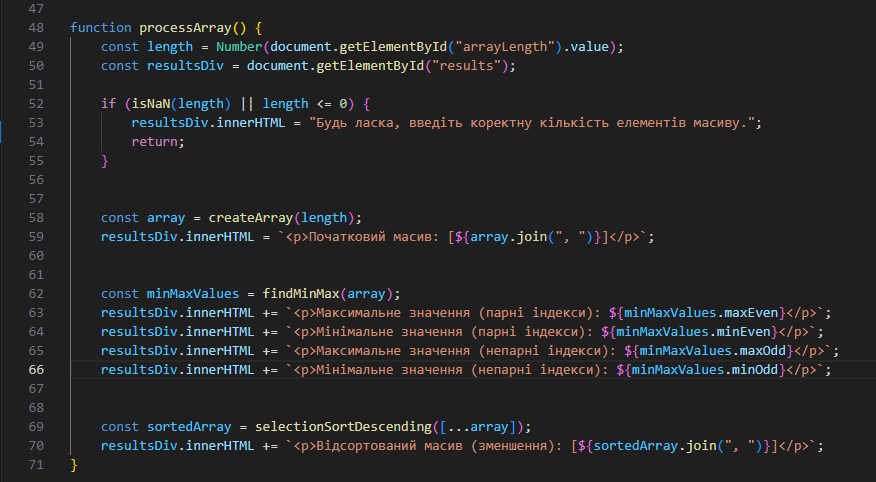 47
48 function processArray() {
49     const length = Number(document.getElementById("arrayLength").value);
50     const resultsDiv = document.getElementById("results");
51
52     if (isNaN(length) || length <= 0) {
53         resultsDiv.innerHTML = "Будь ласка, введіть коректну кількість елементів масиву.";
54         return;
55     }
56
57
58     const array = createArray(length);
59     resultsDiv.innerHTML = `<p>Початковий масив: [${array.join(", ")}]</p>`;
60
61
62     const minMaxValues = findMinMax(array);
63     resultsDiv.innerHTML += `<p>Максимальне значення (парні індекси): ${minMaxValues.maxEven}</p>`;
64     resultsDiv.innerHTML += `<p>Мінімальне значення (парні індекси): ${minMaxValues.minEven}</p>`;
65     resultsDiv.innerHTML += `<p>Максимальне значення (непарні індекси): ${minMaxValues.maxOdd}</p>`;
66     resultsDiv.innerHTML += `<p>Мінімальне значення (непарні індекси): ${minMaxValues.minOdd}</p>`;
67
68
69     const sortedArray = selectionSortDescending([...array]);
70     resultsDiv.innerHTML += `<p>Відсортований масив (зменшення): [${sortedArray.join(", ")}]</p>`;
71 }